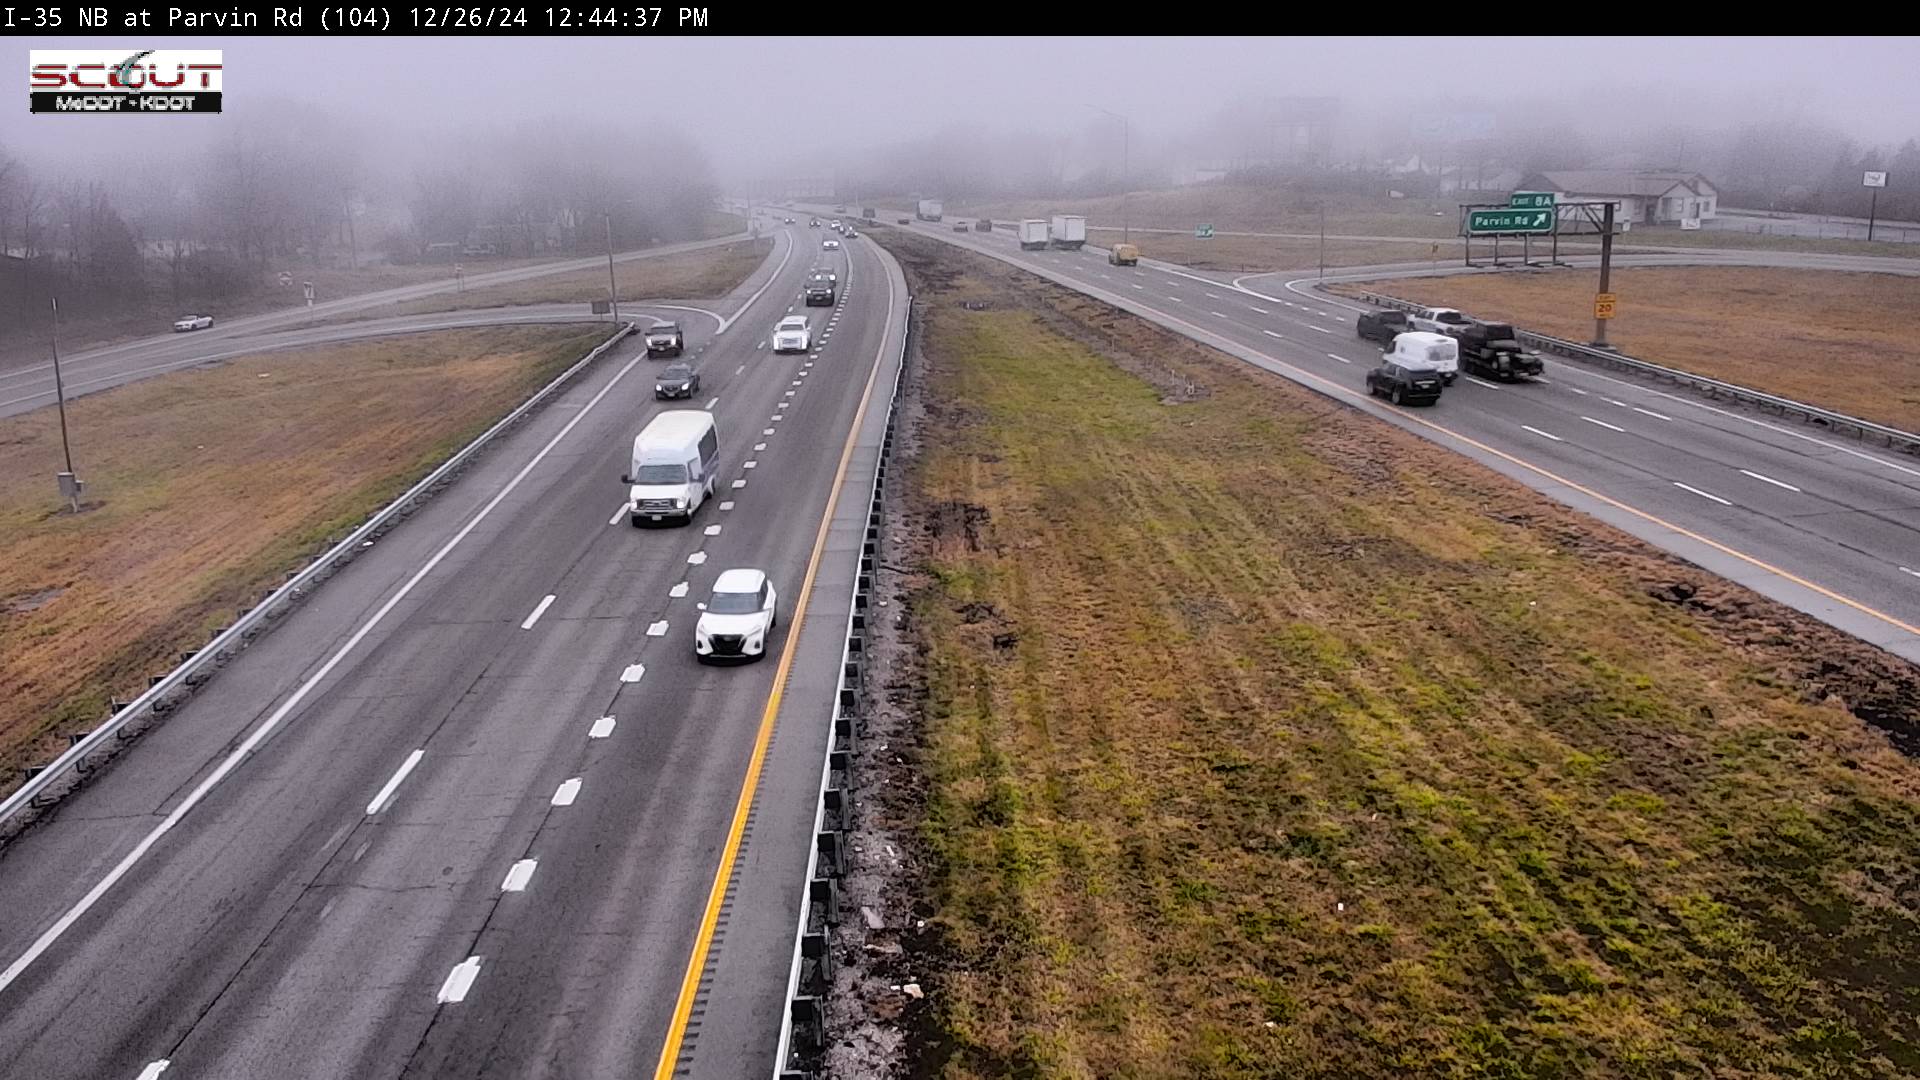 I-35 NB at Parvin Rd (104) 12/26/24 12:44:37 PM
SCOUT
MoDOT - KDOT
EXIT 8A
Parvin Rd
20